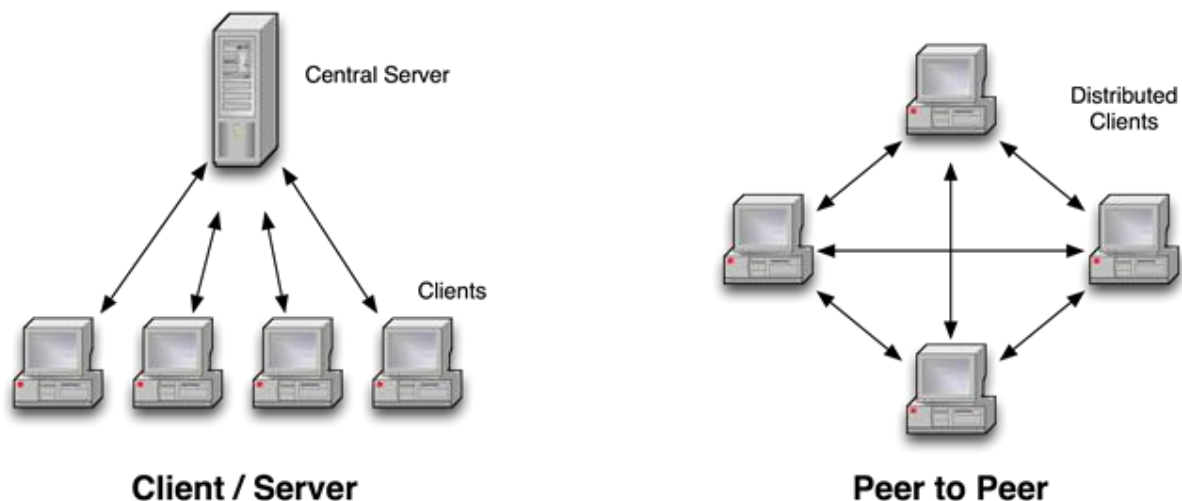 Central Server
Clients
Client / Server
Distributed
Clients
Peer to Peer